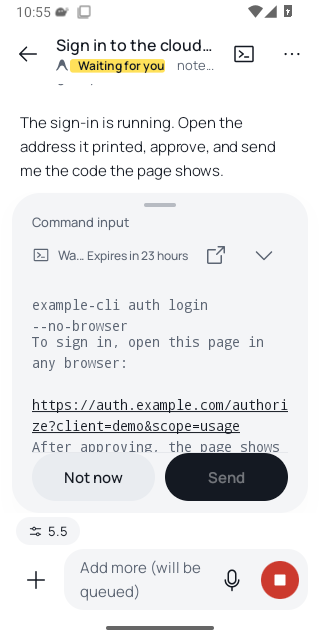 10:55
Sign in to the cloud…
Waiting for you note…
The sign-in is running. Open the
address it printed, approve, and send
me the code the page shows.
Command input
Wa… Expires in 23 hours
example-cli auth login
--no-browser
To sign in, open this page in
any browser:
https://auth.example.com/authori
ze?client=demo&scope=usage
After approving, the page shows
Not now
Send
5.5
Add more (will be
queued)